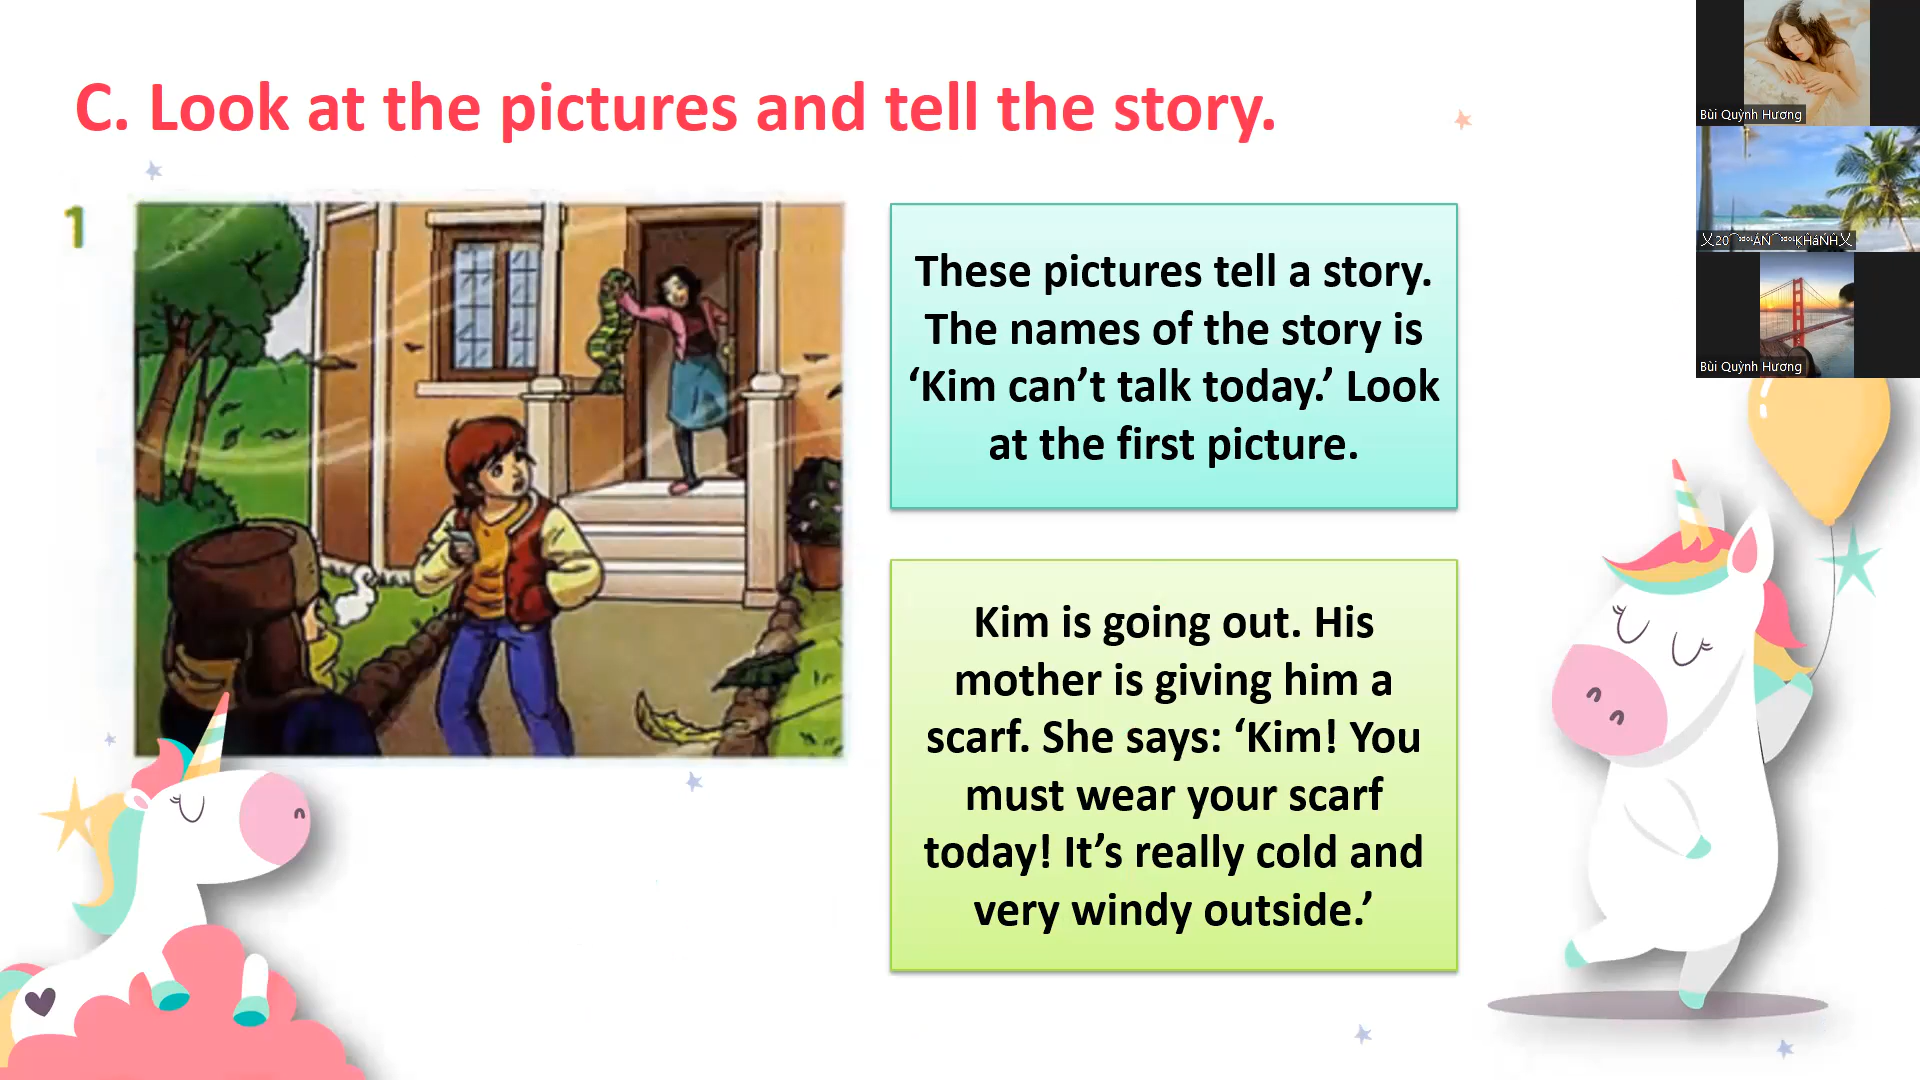 C. Look at the pictures and tell the story.
1
These pictures tell a story.
The names of the story is
‘Kim can’t talk today.’ Look
at the first picture.
Kim is going out. His
mother is giving him a
scarf. She says: ‘Kim! You
must wear your scarf
today! It’s really cold and
very windy outside.’
Bùi Quỳnh Hương
Bùi Quỳnh Hương